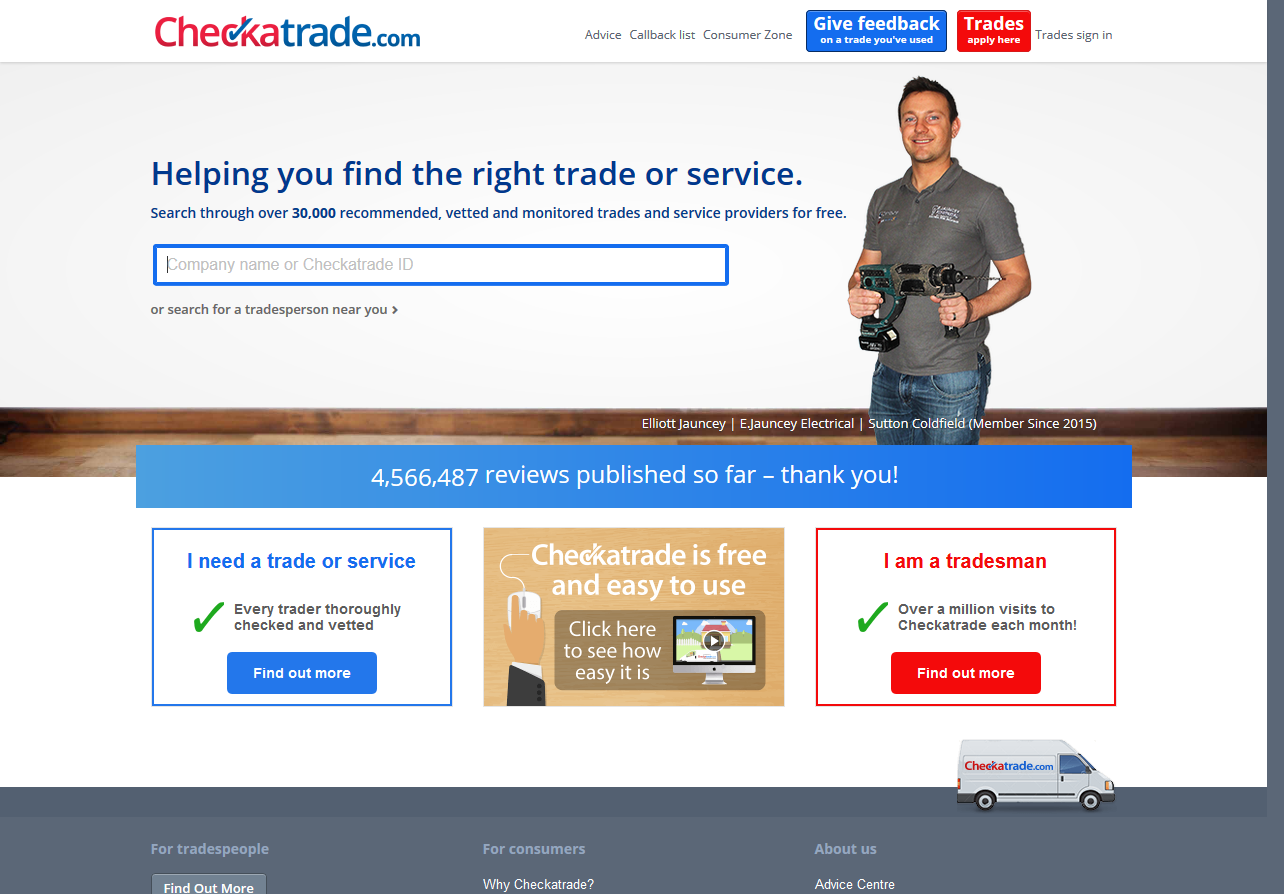 Checkatrade.com
Advice Callback list Consumer Zone
Give feedback
on a trade you've used
Trades
apply here
Trades sign in
Helping you find the right trade or service.
Search through over 30,000 recommended, vetted and monitored trades and service providers for free.
Company name or Checkatrade ID
or search for a tradesperson near you >
Elliott Jauncey | E.Jauncey Electrical | Sutton Coldfield (Member Since 2015)
4,566,487 reviews published so far – thank you!
I need a trade or service
Every trader thoroughly
checked and vetted
Find out more
Checkatrade is free
and easy to use
Click here
to see how
easy it is
I am a tradesman
Over a million visits to
Checkatrade each month!
Find out more
Checkatrade.com
For tradespeople
Find Out More
For consumers
Why Checkatrade?
About us
Advice Centre